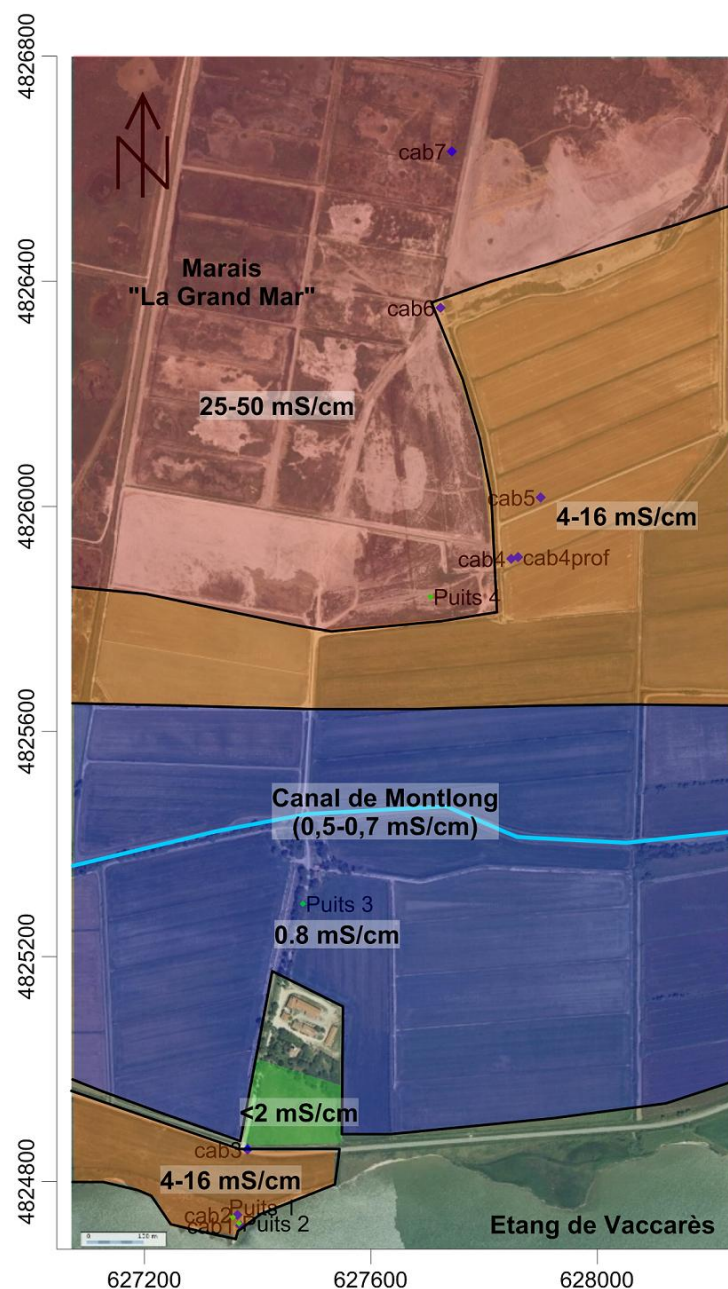 4826800
N
cab7
Marais
"La Grand Mar"
4826400
cab6
25-50 mS/cm
4826000
cab5
4-16 mS/cm
cab4
cab4prof
Puits 4
4825600
Canal de Montlong
(0,5-0,7 mS/cm)
Puits 3
0.8 mS/cm
4825200
<2 mS/cm
cab3
4-16 mS/cm
4824800
cab2
Puits 1
cab1
Puits 2
Etang de Vaccarès
627200
627600
628000